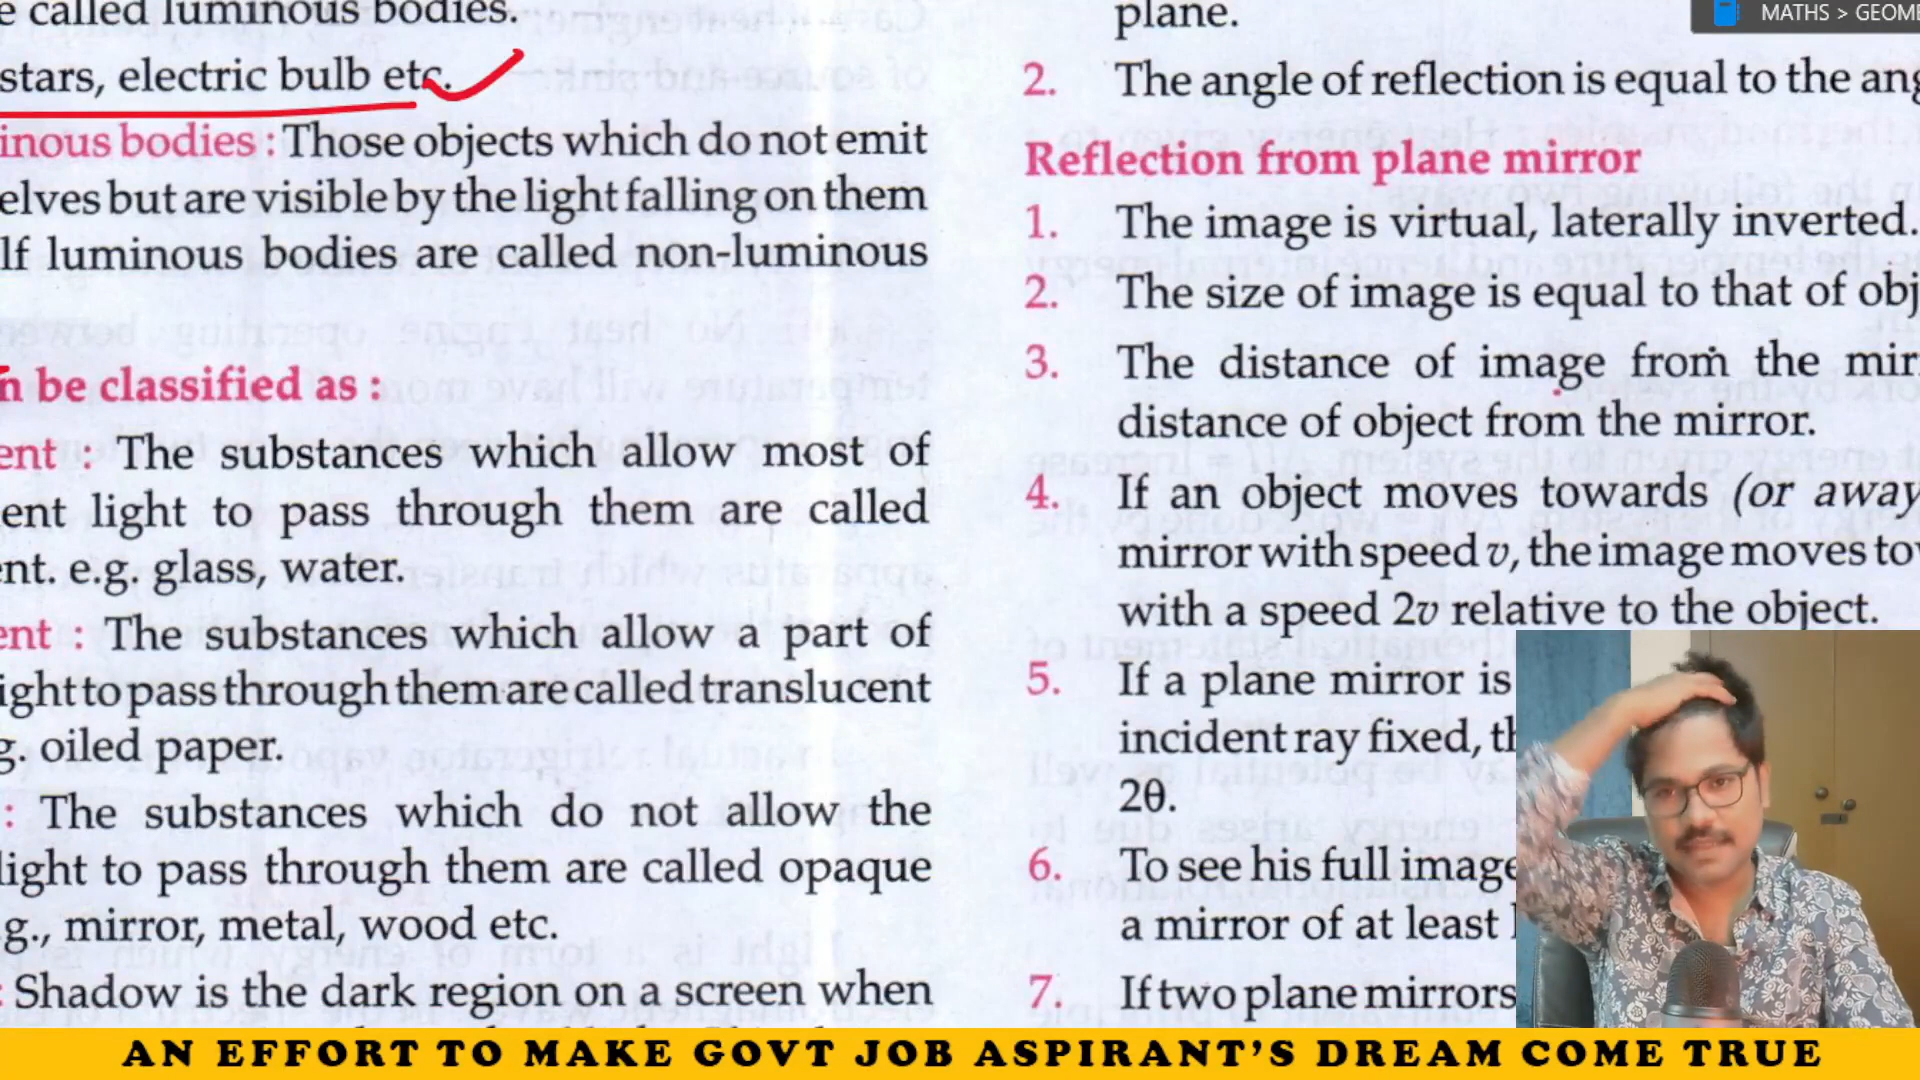 e called luminous bodies.
stars, electric bulb etc.
inous bodies : Those objects which do not emit
elves but are visible by the light falling on them
lf luminous bodies are called non-luminous
n be classified as :
ent : The substances which allow most of
ent light to pass through them are called
ent. e.g. glass, water.
ent : The substances which allow a part of
ight to pass through them are called translucent
g. oiled paper.
: The substances which do not allow the
light to pass through them are called opaque
.g., mirror, metal, wood etc.
: Shadow is the dark region on a screen when
plane.
2. The angle of reflection is equal to the ang
Reflection from plane mirror
1. The image is virtual, laterally inverted.
2. The size of image is equal to that of obj
3. The distance of image from the mir
distance of object from the mirror.
4. If an object moves towards (or away
mirror with speed v, the image moves tov
with a speed 2v relative to the object.
5. If a plane mirror is
incident ray fixed, th
2θ.
6. To see his full image
a mirror of at least
7. If two plane mirrors
MATHS > GEOME
AN EFFORT TO MAKE GOVT JOB ASPIRANT'S DREAM COME TRUE